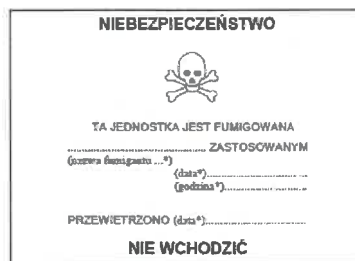 NIEBEZPIECZEŃSTWO
TA JEDNOSTKA JEST FUMIGOWANA
........................................ ZASTOSOWANYM
(nazwa fumigantu ...*)
(data*)..............................
(godzina*)..............................
PRZEWIETRZONO (data*)..............................
NIE WCHODZIĆ